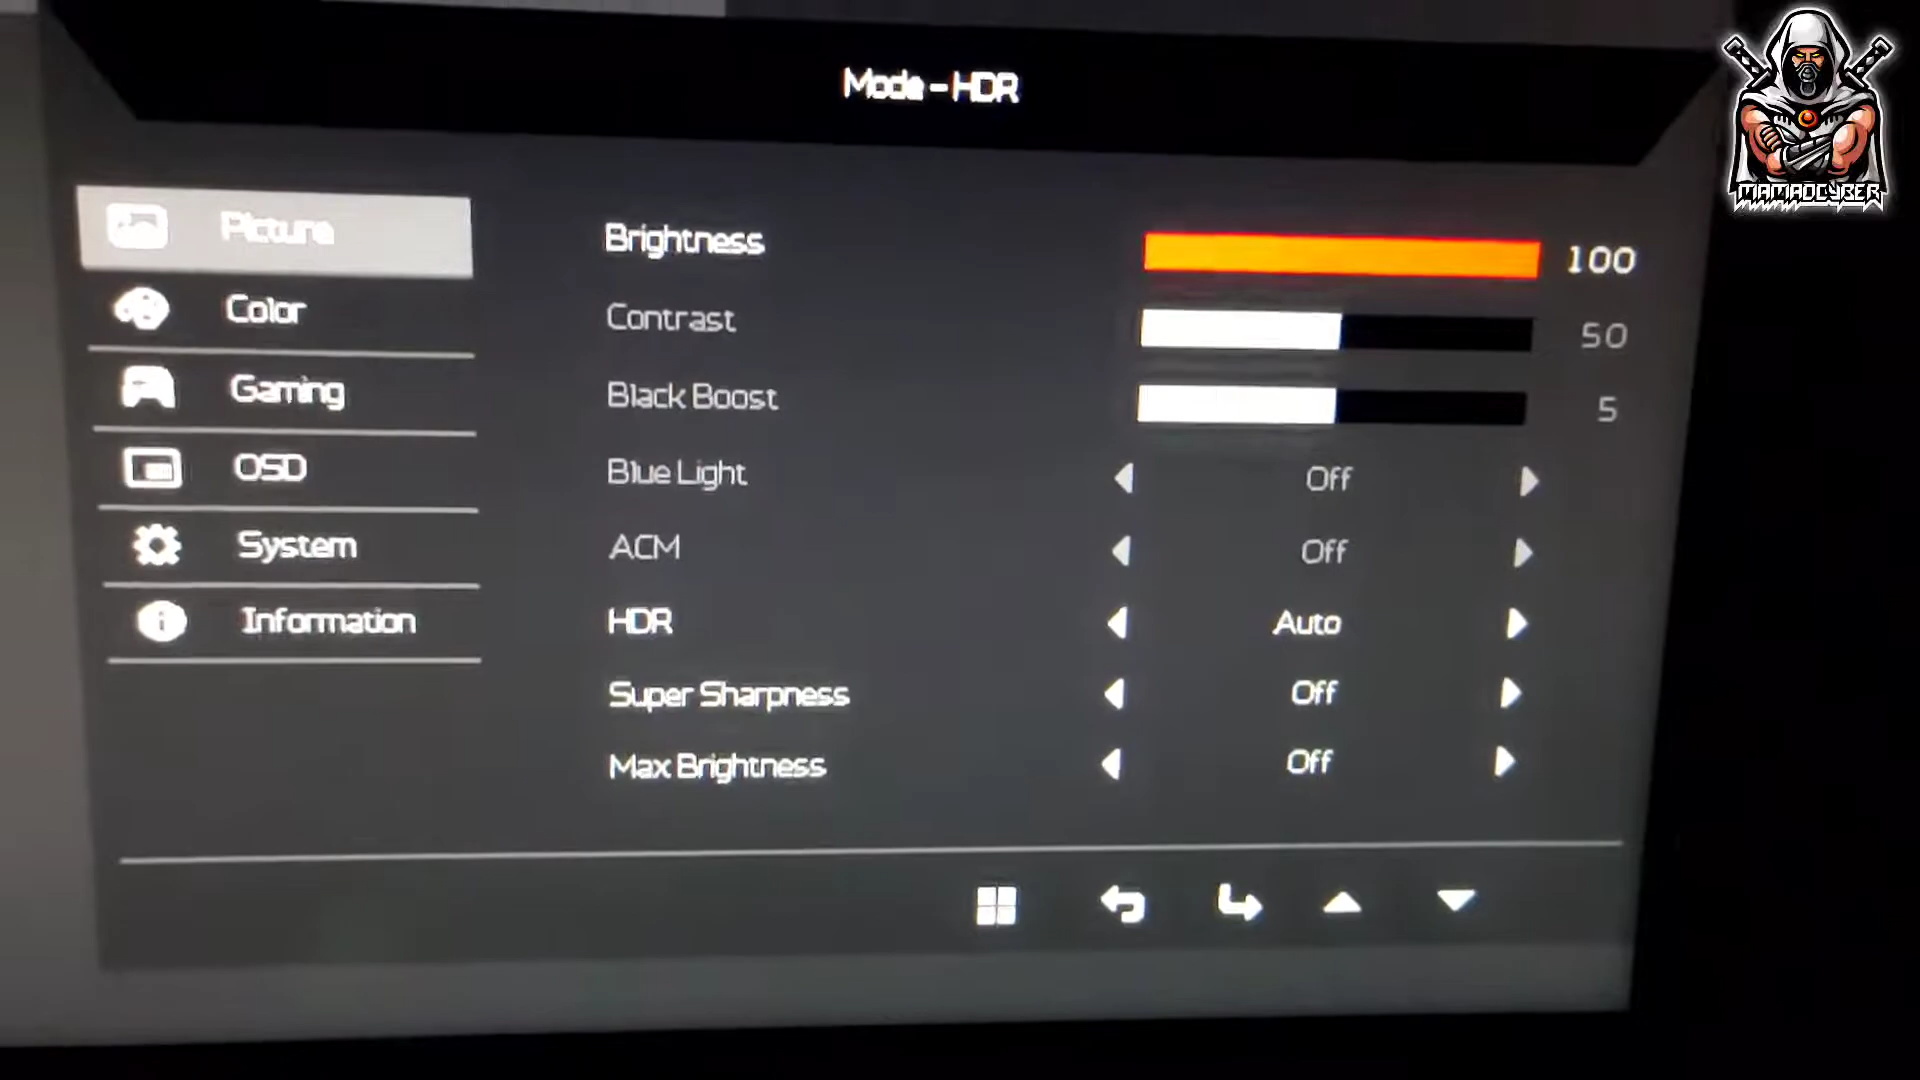 Mode - HDR
MAMADCYBER
Picture
Color
Gaming
OSD
System
Information
Brightness 100
Contrast 50
Black Boost 5
Blue Light Off
ACM Off
HDR Auto
Super Sharpness Off
Max Brightness Off